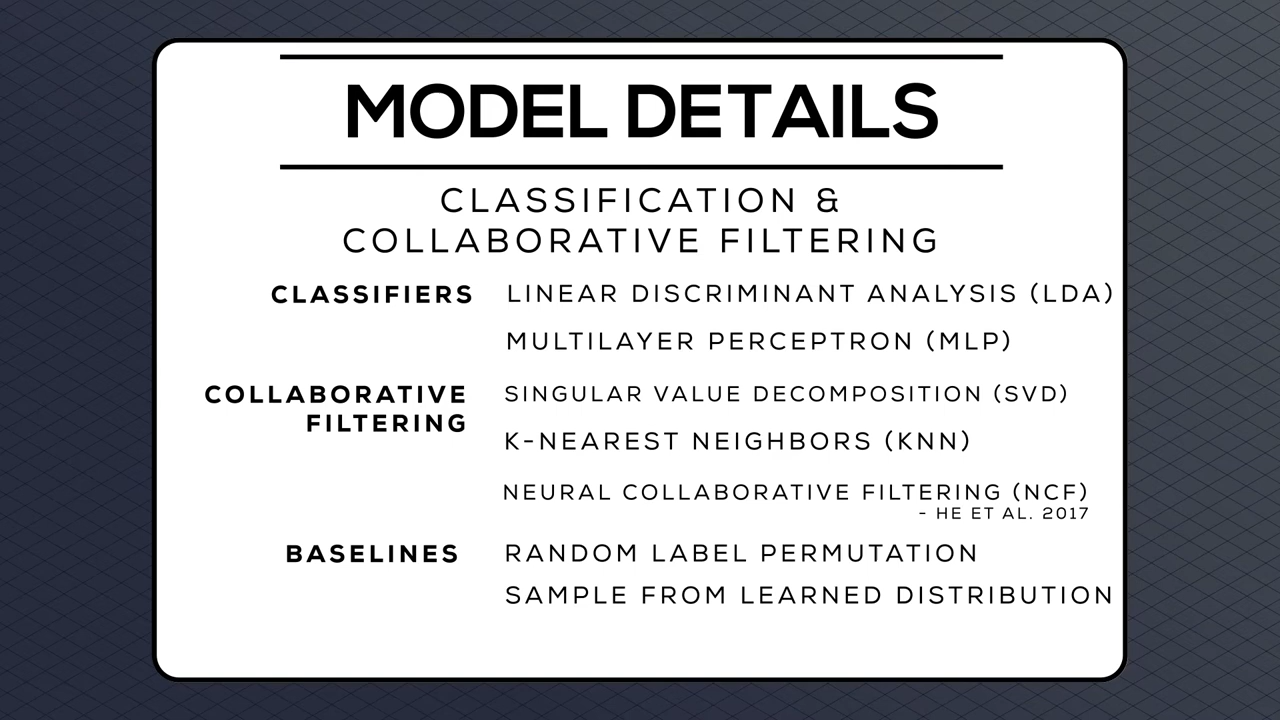 MODEL DETAILS
CLASSIFICATION &
COLLABORATIVE FILTERING
CLASSIFIERS LINEAR DISCRIMINANT ANALYSIS (LDA)
MULTILAYER PERCEPTRON (MLP)
COLLABORATIVE FILTERING SINGULAR VALUE DECOMPOSITION (SVD)
K-NEAREST NEIGHBORS (KNN)
NEURAL COLLABORATIVE FILTERING (NCF)
- HE ET AL. 2017
BASELINES RANDOM LABEL PERMUTATION
SAMPLE FROM LEARNED DISTRIBUTION